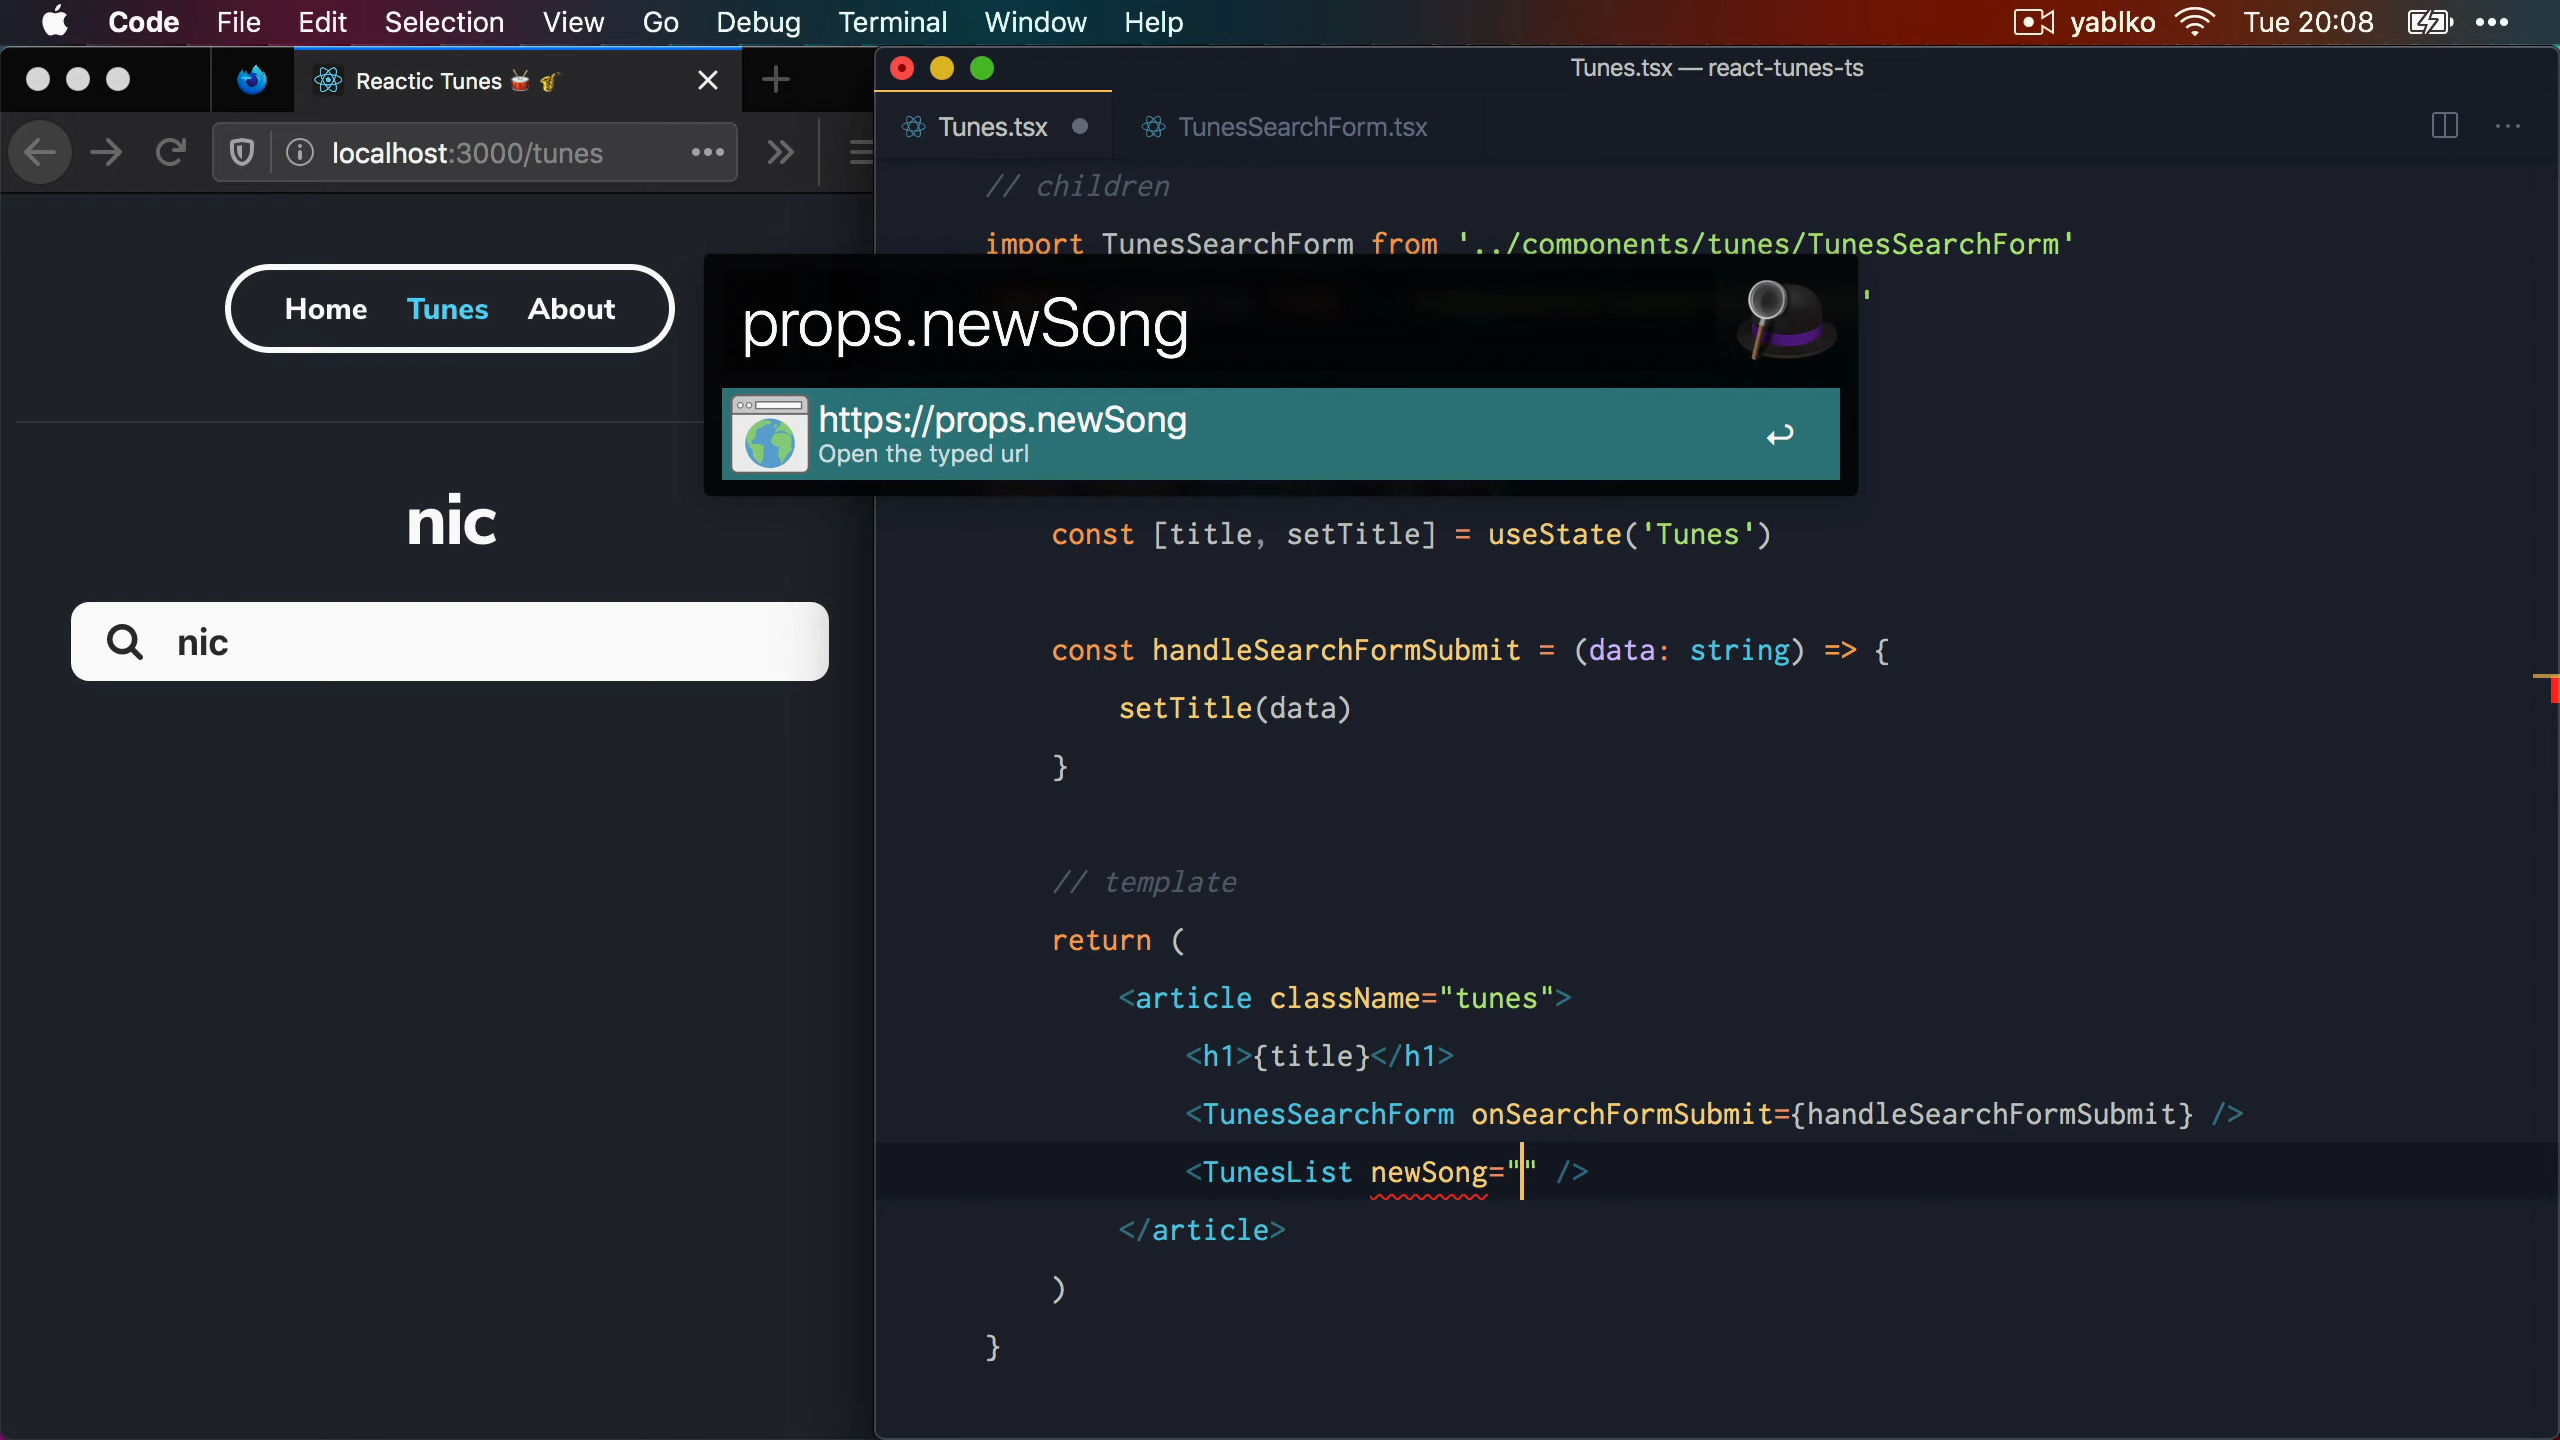 Code File Edit Selection View Go Debug Terminal Window Help yablko Tue 20:08
Reactic Tunes
localhost:3000/tunes
Home Tunes About
nic
nic
Tunes.tsx — react-tunes-ts
Tunes.tsx TunesSearchForm.tsx
// children
import TunesSearchForm from '../components/tunes/TunesSearchForm'
'
props.newSong
https://props.newSong
Open the typed url
const [title, setTitle] = useState('Tunes')
const handleSearchFormSubmit = (data: string) => {
setTitle(data)
}
// template
return (
<article className="tunes">
<h1>{title}</h1>
<TunesSearchForm onSearchFormSubmit={handleSearchFormSubmit} />
<TunesList newSong="" />
</article>
)
}